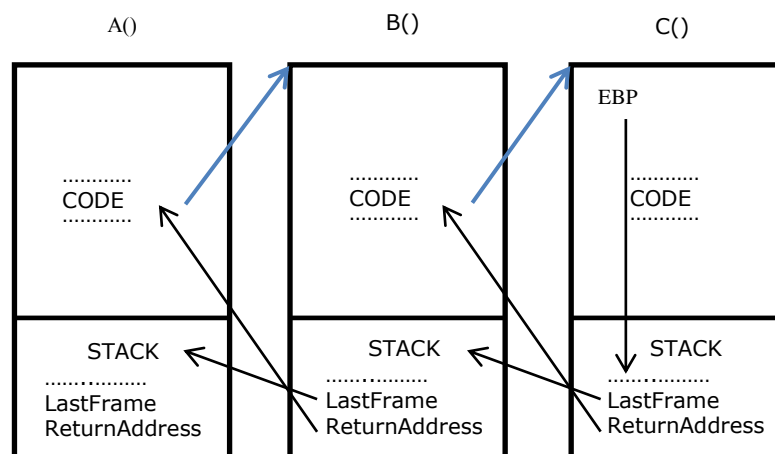 A()
B()
C()
EBP
............
CODE
............
............
CODE
............
............
CODE
............
STACK
.................
LastFrame
ReturnAddress
STACK
.................
LastFrame
ReturnAddress
STACK
.................
LastFrame
ReturnAddress